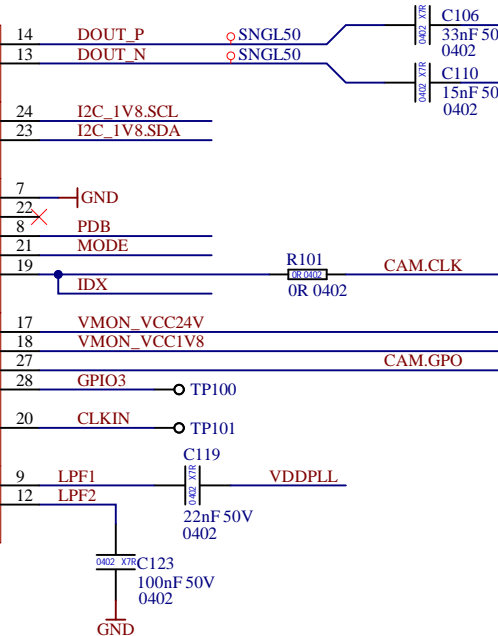 14 DOUT_P SNGL50
C106
0402 X7R
33nF 50
0402
13 DOUT_N SNGL50
C110
0402 X7R
15nF 50
0402
24 I2C_1V8.SCL
23 I2C_1V8.SDA
7 GND
22
8 PDB
21 MODE
19
R101
0R 0402
0R 0402
CAM.CLK
IDX
17 VMON_VCC24V
18 VMON_VCC1V8
27 CAM.GPO
28 GPIO3 TP100
20 CLKIN TP101
C119
0402 X7R
22nF 50V
0402
9 LPF1 VDDPLL
12 LPF2
0402 X7R
C123
100nF 50V
0402
GND